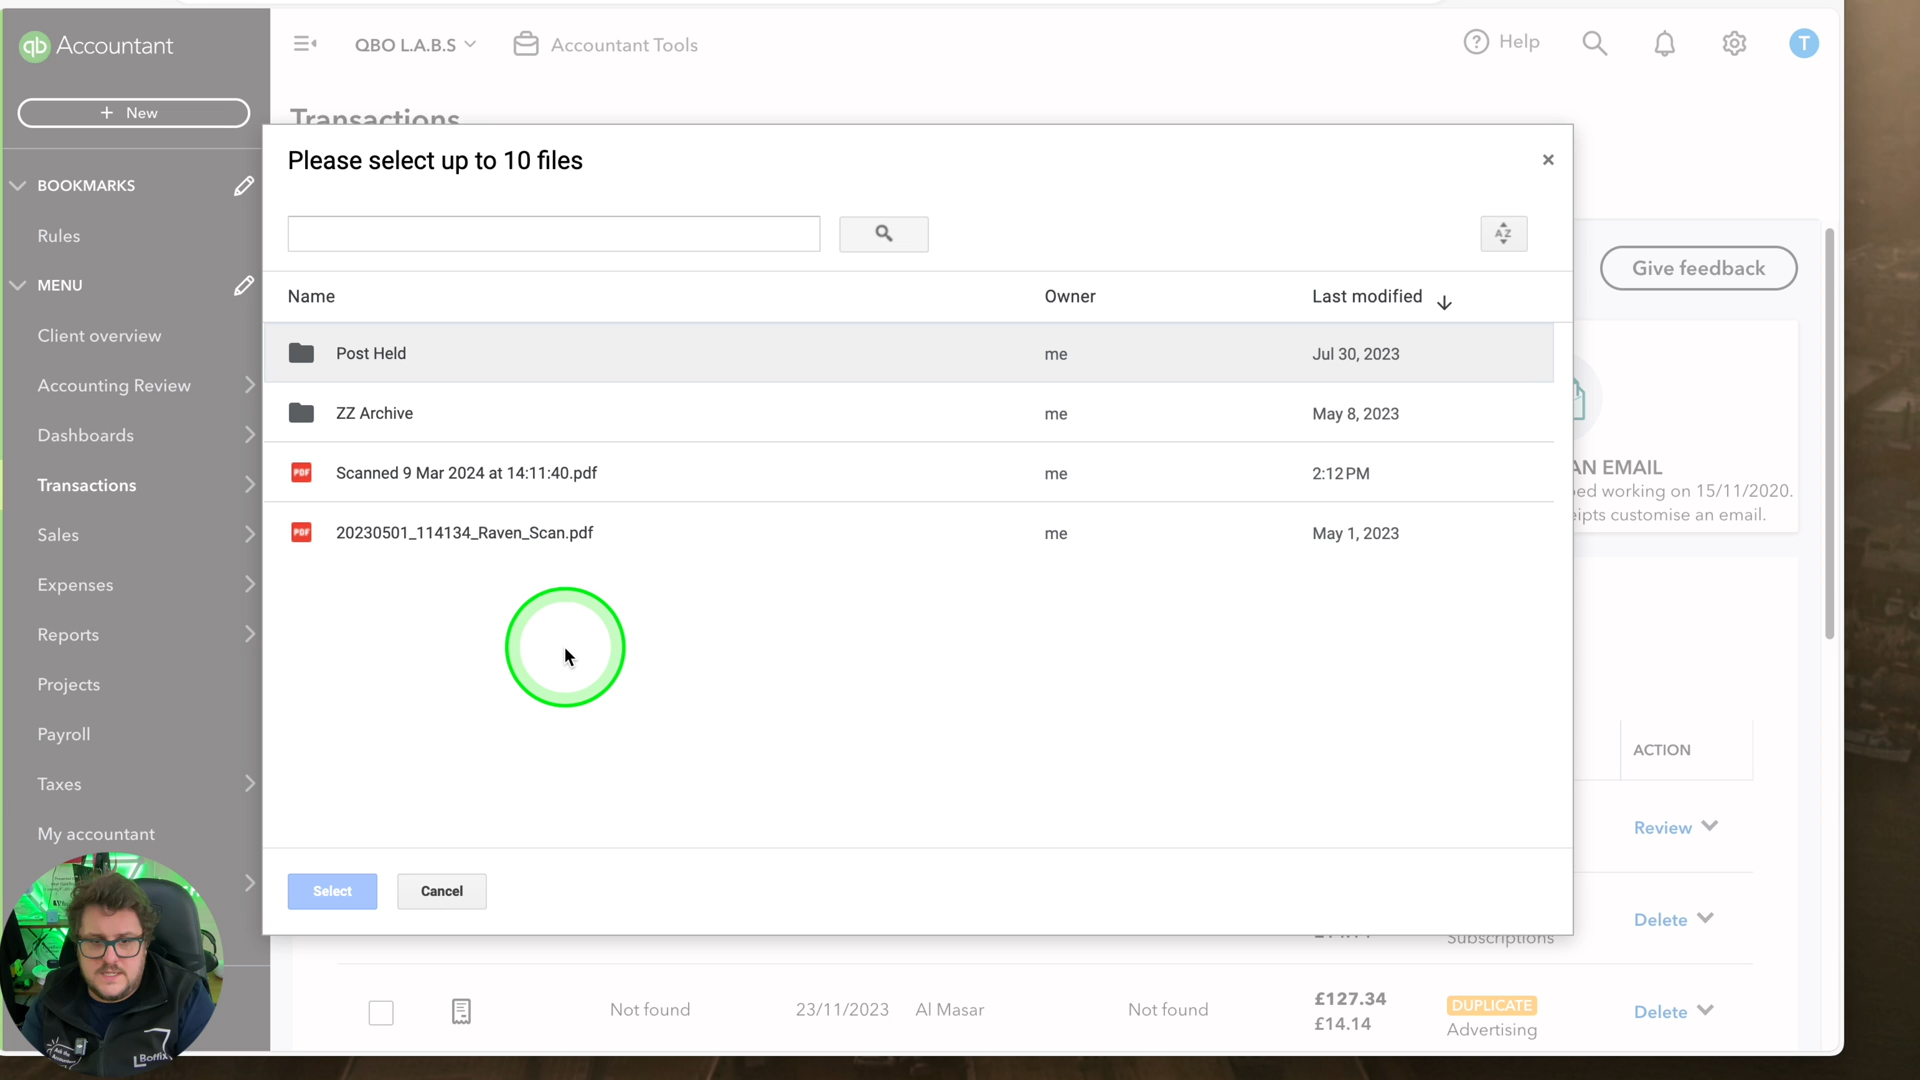 qb Accountant
QBO L.A.B.S
Accountant Tools
Help
T
+ New
Transactions
BOOKMARKS
Rules
MENU
Client overview
Accounting Review
Dashboards
Transactions
Sales
Expenses
Reports
Projects
Payroll
Taxes
My accountant
Please select up to 10 files
×
AZ
Name Owner Last modified
Post Held me Jul 30, 2023
ZZ Archive me May 8, 2023
PDF Scanned 9 Mar 2024 at 14:11:40.pdf me 2:12 PM
PDF 20230501_114134_Raven_Scan.pdf me May 1, 2023
Select Cancel
Give feedback
AN EMAIL
ed working on 15/11/2020.
ipts customise an email.
ACTION
Review
Delete
Subscriptions
Not found 23/11/2023 Al Masar Not found £127.34 DUPLICATE Delete
£14.14 Advertising
Boffix